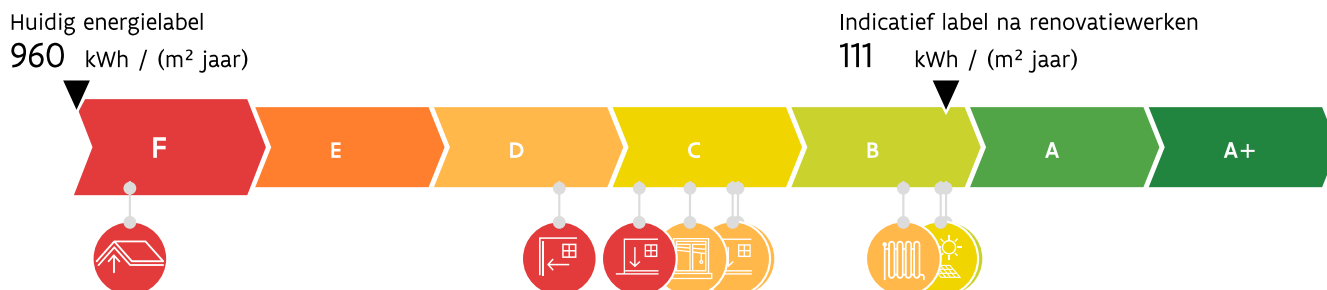 Huidig energielabel
960 kWh / (m² jaar)
Indicatief label na renovatiewerken
111 kWh / (m² jaar)
F E D C B A A+